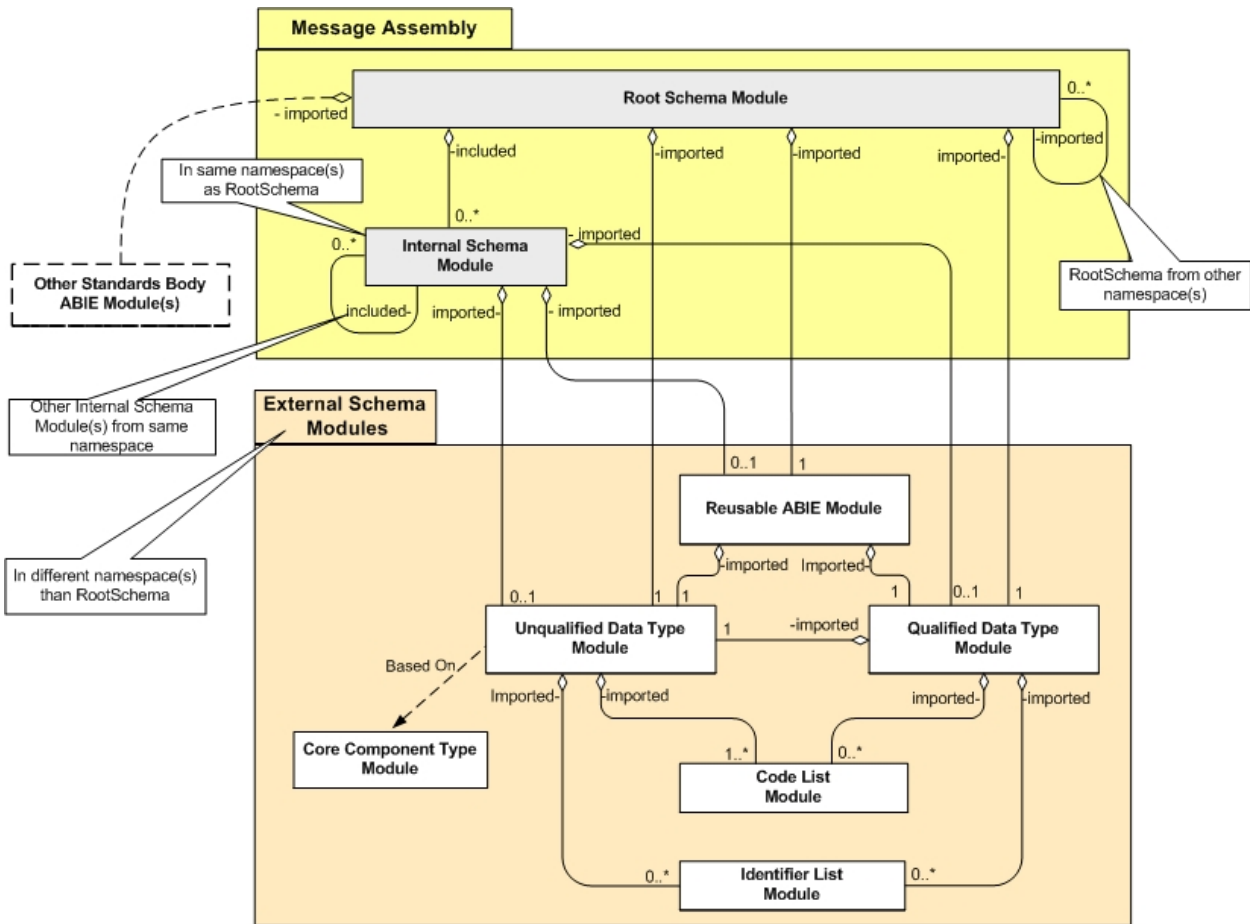 Message Assembly
Root Schema Module
0..*
- imported
-included
-imported
-imported
imported-
-imported
In same namespace(s)
as RootSchema
0..*
0..*
Internal Schema
Module
- imported
Other Standards Body
ABIE Module(s)
RootSchema from other
namespace(s)
included-
imported-
- imported
Other Internal Schema
Module(s) from same
namespace
External Schema
Modules
0..1
1
Reusable ABIE Module
In different namespace(s)
than RootSchema
-imported
Imported-
0..1
1
1
1
0..1
1
Unqualified Data Type
Module
1
-imported
Qualified Data Type
Module
Based On
Imported-
-imported
imported-
-imported
Core Component Type
Module
1..*
0..*
Code List
Module
0..*
Identifier List
Module
0..*